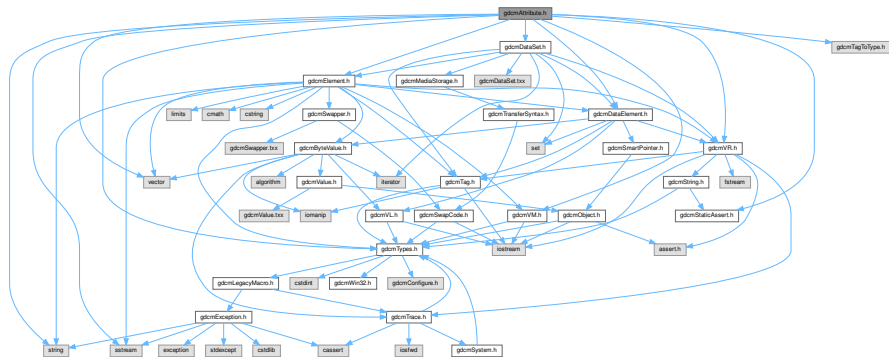 gdcmAttribute.h
gdcmDataSet.h
gdcmTagToType.h
gdcmElement.h
gdcmMediaStorage.h
gdcmDataSet.txx
limits
cmath
cstring
gdcmSwapper.h
gdcmTransferSyntax.h
gdcmDataElement.h
gdcmSwapper.txx
gdcmByteValue.h
set
gdcmSmartPointer.h
gdcmVR.h
vector
algorithm
gdcmValue.h
iterator
gdcmTag.h
gdcmString.h
fstream
gdcmValue.txx
iomanip
gdcmVL.h
gdcmSwapCode.h
gdcmVM.h
gdcmObject.h
gdcmStaticAssert.h
gdcmTypes.h
iostream
assert.h
gdcmLegacyMacro.h
cstdint
gdcmWin32.h
gdcmConfigure.h
gdcmException.h
gdcmTrace.h
string
sstream
exception
stdexcept
cstdlib
cassert
iosfwd
gdcmSystem.h